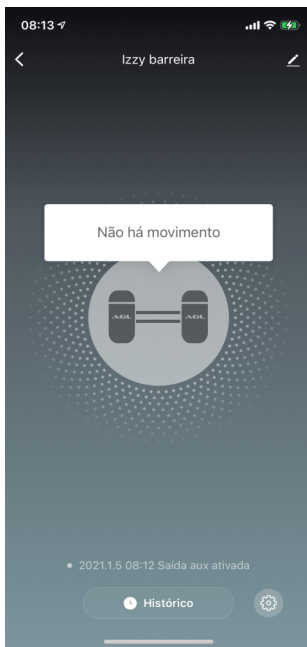 08:13
Izzy barreira
Não há movimento
AGL AGL
2021.1.5 08:12 Saída aux ativada
Histórico